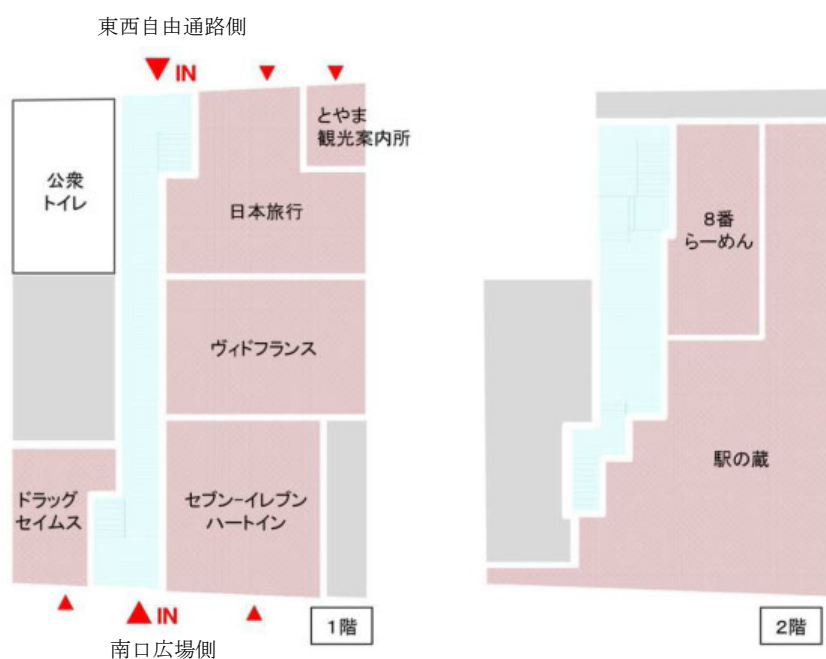 東西自由通路側
IN
とやま
観光案内所
公衆
トイレ
日本旅行
ヴィドフランス
ドラッグ
セイムス
セブン-イレブン
ハートイン
IN
1階
南口広場側
8番
らーめん
駅の蔵
2階